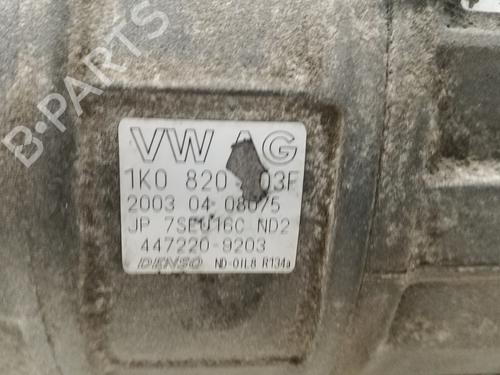 B-PARTS
VW AG
1K0 820 03F
2003 04 08075
JP 7SEU16C ND2
447220-9203
DENSO ND-OIL8 R134a